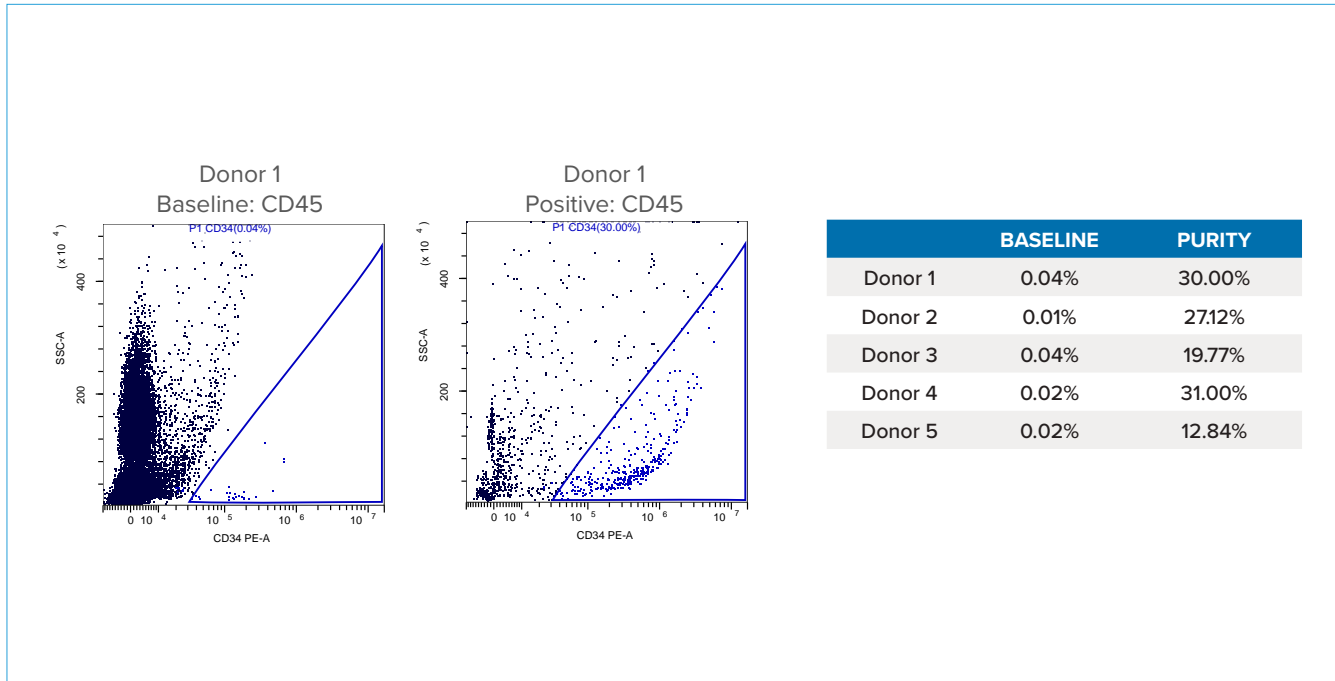 Donor 1
Baseline: CD45
P1 CD34(0.04%)
(x 10 4 )
400
200
SSC-A
0 10 4 10 5 10 6 10 7
CD34 PE-A
Donor 1
Positive: CD45
P1 CD34(30.00%)
(x 10 4 )
400
200
SSC-A
0 10 4 10 5 10 6 10 7
CD34 PE-A
BASELINE PURITY
Donor 1 0.04% 30.00%
Donor 2 0.01% 27.12%
Donor 3 0.04% 19.77%
Donor 4 0.02% 31.00%
Donor 5 0.02% 12.84%